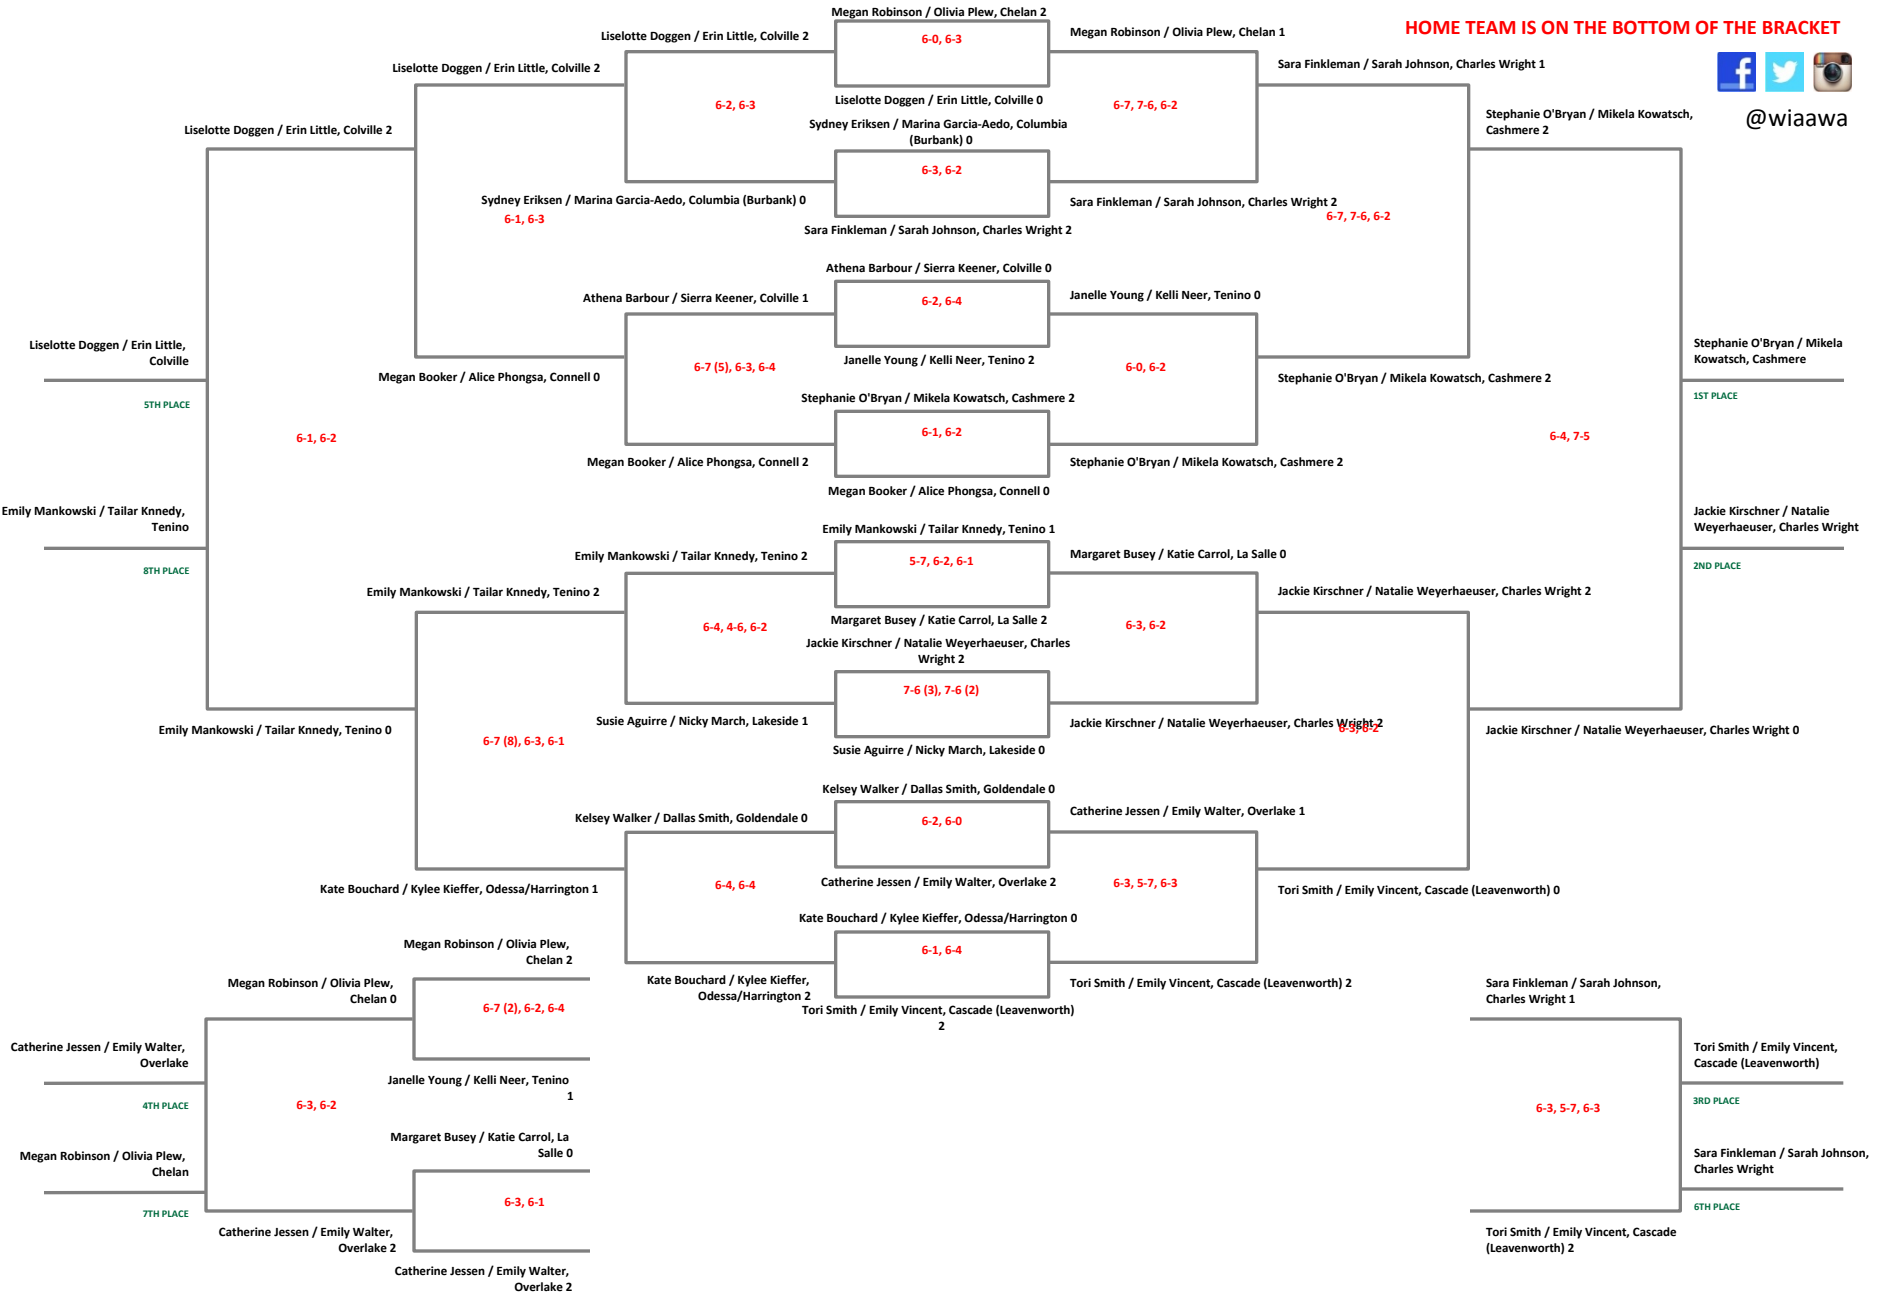 HOME TEAM IS ON THE BOTTOM OF THE BRACKET
@wiaawa
Megan Robinson / Olivia Plew, Chelan 2
6-0, 6-3
Liselotte Doggen / Erin Little, Colville 0
Sydney Eriksen / Marina Garcia-Aedo, Columbia
(Burbank) 0
6-3, 6-2
Sara Finkleman / Sarah Johnson, Charles Wright 2
Athena Barbour / Sierra Keener, Colville 0
6-2, 6-4
Janelle Young / Kelli Neer, Tenino 2
Stephanie O'Bryan / Mikela Kowatsch, Cashmere 2
6-1, 6-2
Megan Booker / Alice Phongsa, Connell 0
Emily Mankowski / Tailar Knnedy, Tenino 1
5-7, 6-2, 6-1
Margaret Busey / Katie Carrol, La Salle 2
Jackie Kirschner / Natalie Weyerhaeuser, Charles
Wright 2
7-6 (3), 7-6 (2)
Susie Aguirre / Nicky March, Lakeside 0
Kelsey Walker / Dallas Smith, Goldendale 0
6-2, 6-0
Catherine Jessen / Emily Walter, Overlake 2
Kate Bouchard / Kylee Kieffer, Odessa/Harrington 0
6-1, 6-4
Tori Smith / Emily Vincent, Cascade (Leavenworth)
2
Megan Robinson / Olivia Plew, Chelan 1
6-7, 7-6, 6-2
Sara Finkleman / Sarah Johnson, Charles Wright 2
Janelle Young / Kelli Neer, Tenino 0
6-0, 6-2
Stephanie O'Bryan / Mikela Kowatsch, Cashmere 2
Margaret Busey / Katie Carrol, La Salle 0
6-3, 6-2
Jackie Kirschner / Natalie Weyerhaeuser, Charles Wright 2
Catherine Jessen / Emily Walter, Overlake 1
6-3, 5-7, 6-3
Tori Smith / Emily Vincent, Cascade (Leavenworth) 2
Sara Finkleman / Sarah Johnson, Charles Wright 1
6-7, 7-6, 6-2
Stephanie O'Bryan / Mikela Kowatsch, Cashmere 2
Jackie Kirschner / Natalie Weyerhaeuser, Charles Wright 2
6-3, 6-2
Tori Smith / Emily Vincent, Cascade (Leavenworth) 0
Stephanie O'Bryan / Mikela Kowatsch,
Cashmere 2
6-4, 7-5
Jackie Kirschner / Natalie Weyerhaeuser, Charles Wright 0
Stephanie O'Bryan / Mikela
Kowatsch, Cashmere
1ST PLACE
Jackie Kirschner / Natalie
Weyerhaeuser, Charles Wright
2ND PLACE
Sara Finkleman / Sarah Johnson,
Charles Wright 1
6-3, 5-7, 6-3
Tori Smith / Emily Vincent, Cascade
(Leavenworth) 2
Tori Smith / Emily Vincent,
Cascade (Leavenworth)
3RD PLACE
Sara Finkleman / Sarah Johnson,
Charles Wright
6TH PLACE
Liselotte Doggen / Erin Little, Colville 2
6-2, 6-3
Sydney Eriksen / Marina Garcia-Aedo, Columbia (Burbank) 0
Athena Barbour / Sierra Keener, Colville 1
6-7 (5), 6-3, 6-4
Megan Booker / Alice Phongsa, Connell 2
Emily Mankowski / Tailar Knnedy, Tenino 2
6-4, 4-6, 6-2
Susie Aguirre / Nicky March, Lakeside 1
Kelsey Walker / Dallas Smith, Goldendale 0
6-4, 6-4
Kate Bouchard / Kylee Kieffer,
Odessa/Harrington 2
Liselotte Doggen / Erin Little, Colville 2
6-1, 6-3
Megan Booker / Alice Phongsa, Connell 0
Emily Mankowski / Tailar Knnedy, Tenino 2
6-7 (8), 6-3, 6-1
Kate Bouchard / Kylee Kieffer, Odessa/Harrington 1
Liselotte Doggen / Erin Little, Colville 2
6-1, 6-2
Emily Mankowski / Tailar Knnedy, Tenino 0
Liselotte Doggen / Erin Little,
Colville
5TH PLACE
Emily Mankowski / Tailar Knnedy,
Tenino
8TH PLACE
Megan Robinson / Olivia Plew,
Chelan 2
6-7 (2), 6-2, 6-4
Janelle Young / Kelli Neer, Tenino
1
Margaret Busey / Katie Carrol, La
Salle 0
6-3, 6-1
Catherine Jessen / Emily Walter,
Overlake 2
Megan Robinson / Olivia Plew,
Chelan 0
6-3, 6-2
Catherine Jessen / Emily Walter,
Overlake 2
Catherine Jessen / Emily Walter,
Overlake
4TH PLACE
Megan Robinson / Olivia Plew,
Chelan
7TH PLACE